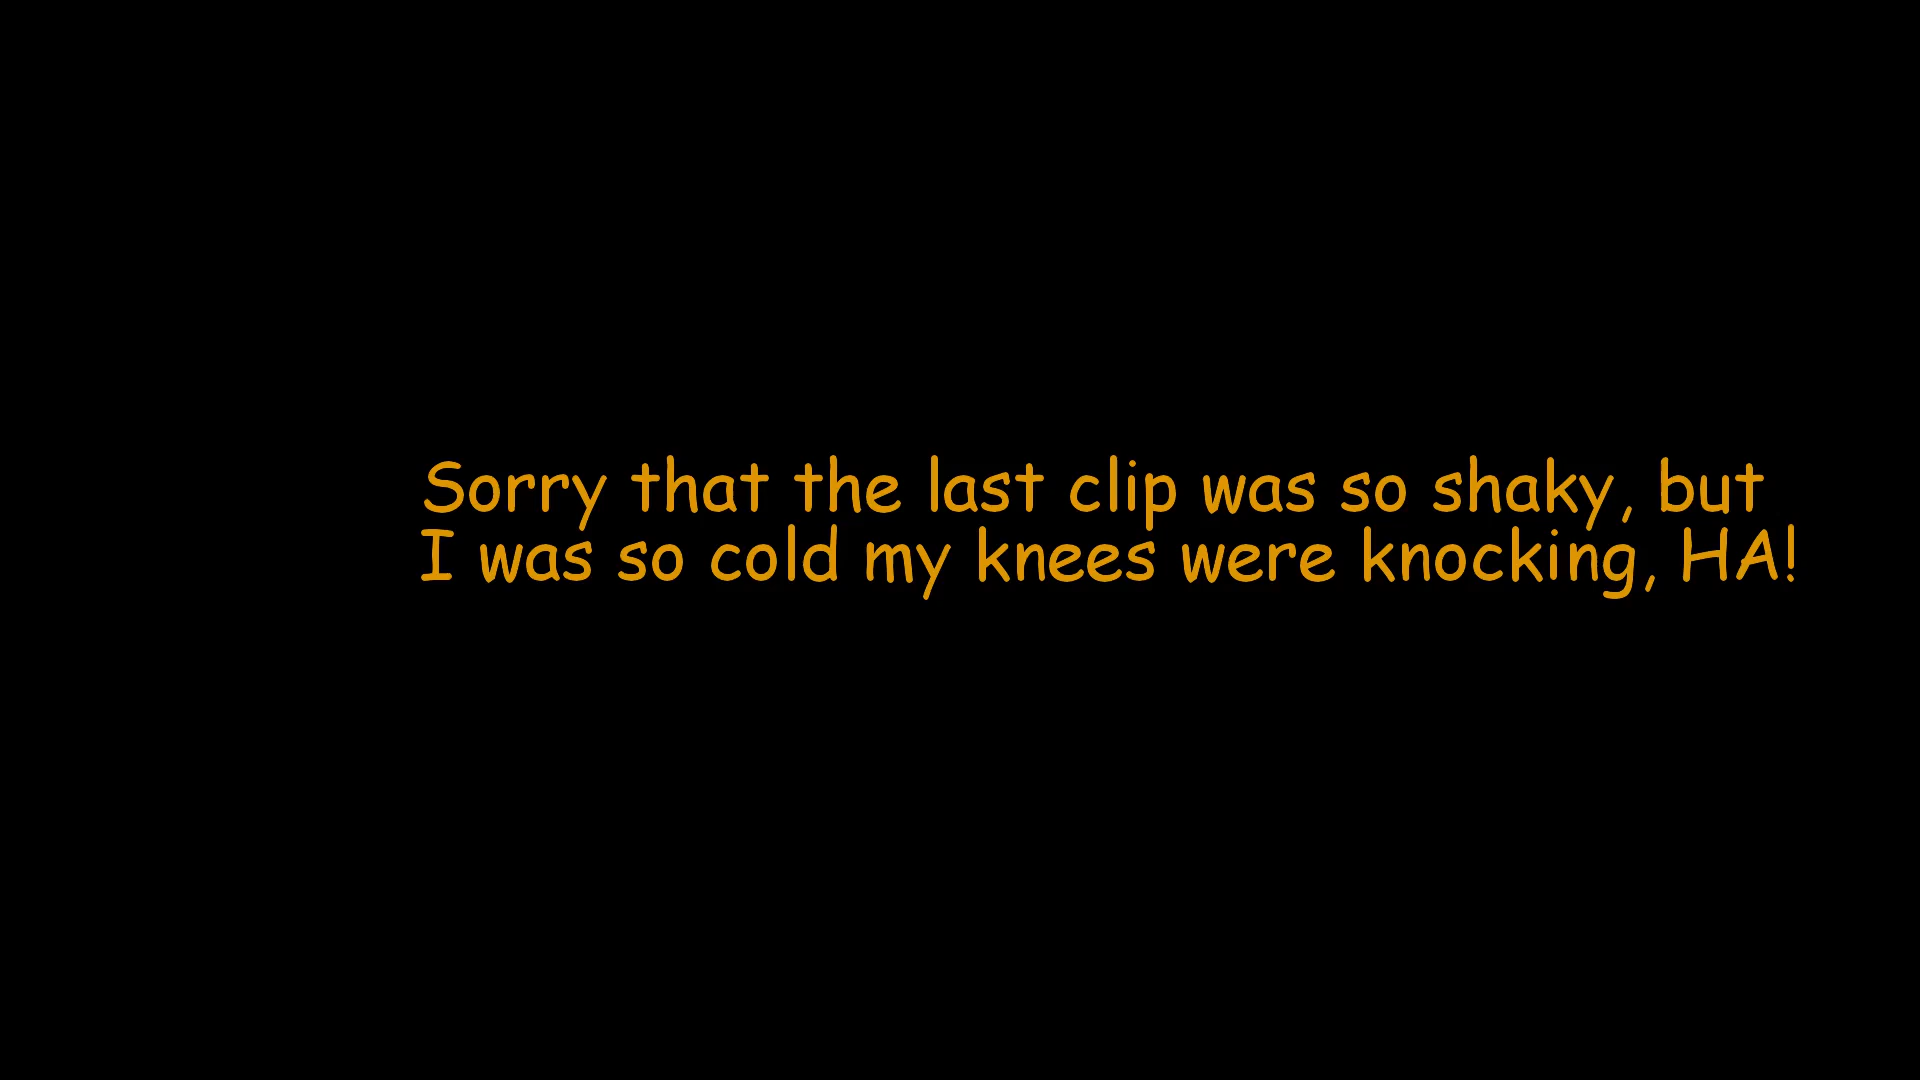 Sorry that the last clip was so shaky, but
I was so cold my knees were knocking, HA!